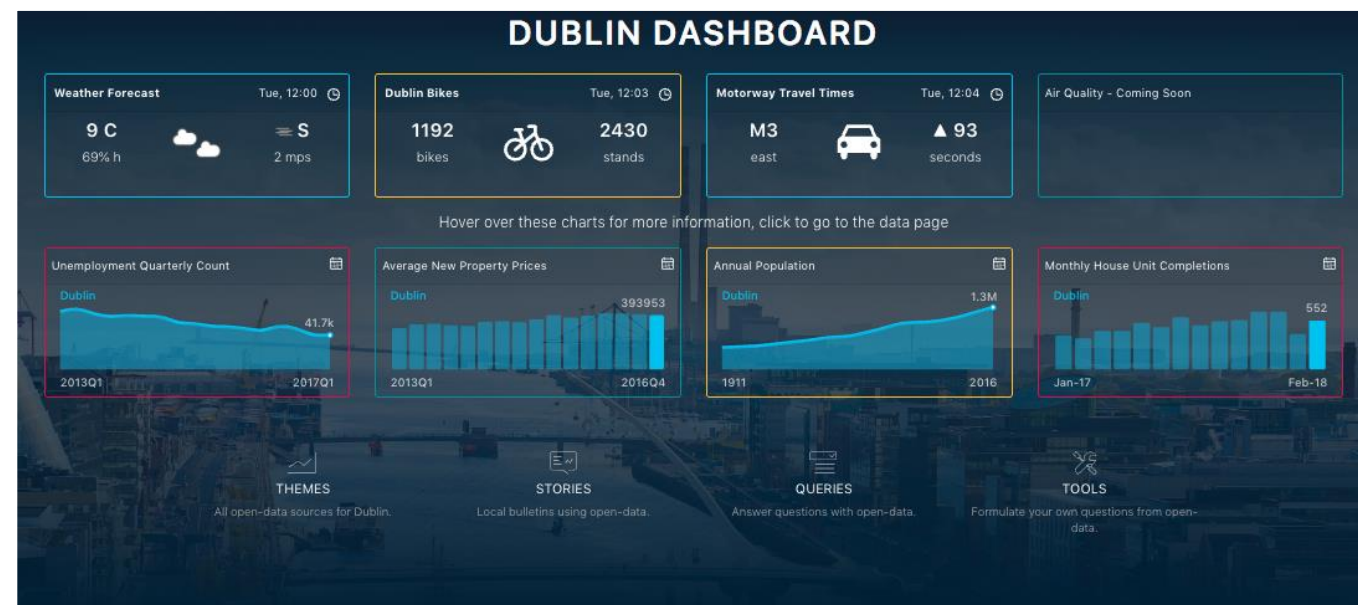 DUBLIN DASHBOARD
Weather Forecast Tue, 12:00
9 C S
69% h 2 mps
Dublin Bikes Tue, 12:03
1192 2430
bikes stands
Motorway Travel Times Tue, 12:04
M3 ▲ 93
east seconds
Air Quality - Coming Soon
Hover over these charts for more information, click to go to the data page
Unemployment Quarterly Count
Dublin
41.7k
2013Q1 2017Q1
Average New Property Prices
Dublin
393953
2013Q1 2016Q4
Annual Population
Dublin
1.3M
1911 2016
Monthly House Unit Completions
Dublin
552
Jan-17 Feb-18
THEMES
All open-data sources for Dublin.
STORIES
Local bulletins using open-data.
QUERIES
Answer questions with open-data.
TOOLS
Formulate your own questions from open-
data.